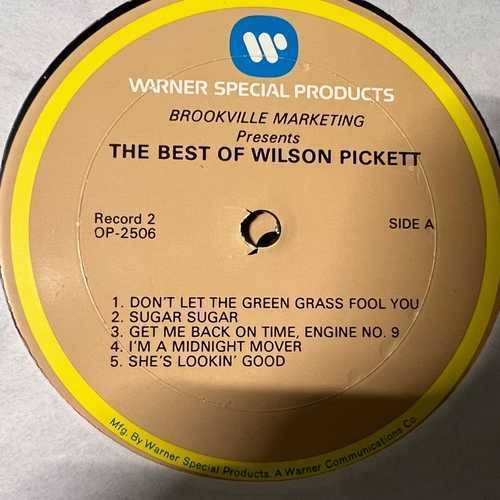 WARNER SPECIAL PRODUCTS
BROOKVILLE MARKETING
Presents
THE BEST OF WILSON PICKETT
Record 2
OP-2506
SIDE A
1. DON'T LET THE GREEN GRASS FOOL YOU
2. SUGAR SUGAR
3. GET ME BACK ON TIME, ENGINE NO. 9
4. I'M A MIDNIGHT MOVER
5. SHE'S LOOKIN' GOOD
Mfg. By Warner Special Products. A Warner Communications Co.